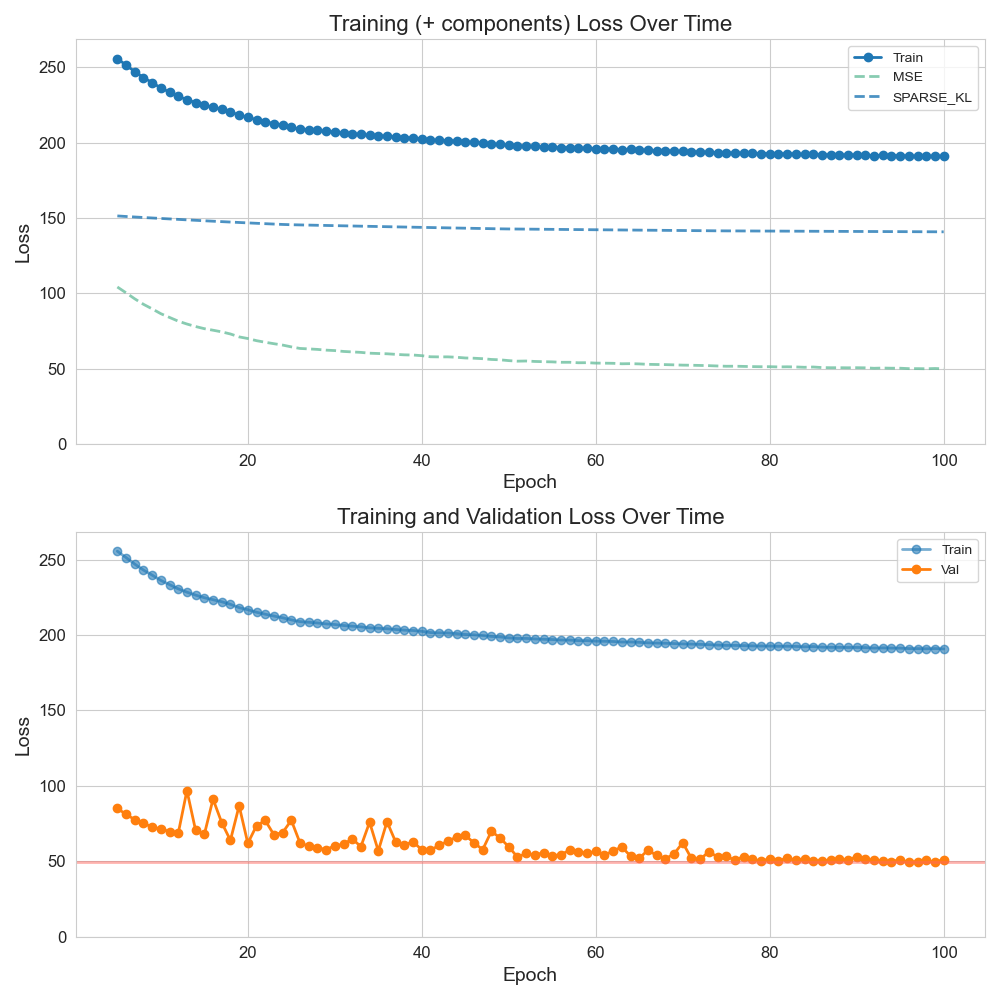 Training (+ components) Loss Over Time
250
200
150
100
50
0
Loss
Train
MSE
SPARSE_KL
20
40
60
80
100
Epoch
Training and Validation Loss Over Time
250
200
150
100
50
0
Loss
Train
Val
20
40
60
80
100
Epoch